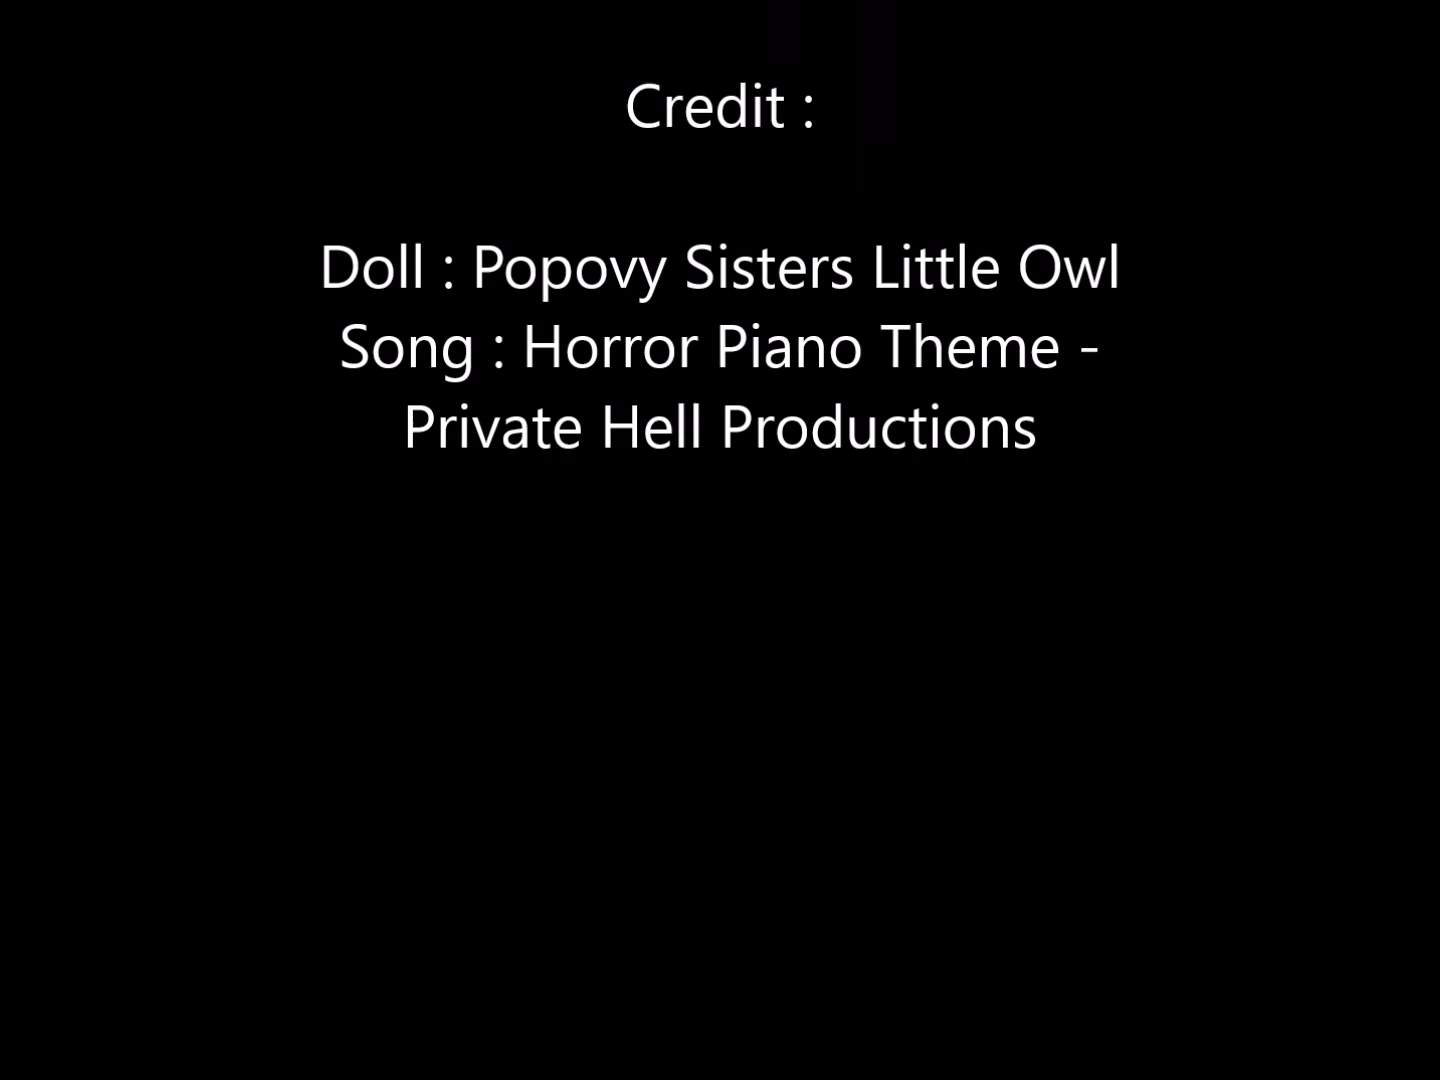 Credit :
Doll : Popovy Sisters Little Owl
Song : Horror Piano Theme -
Private Hell Productions